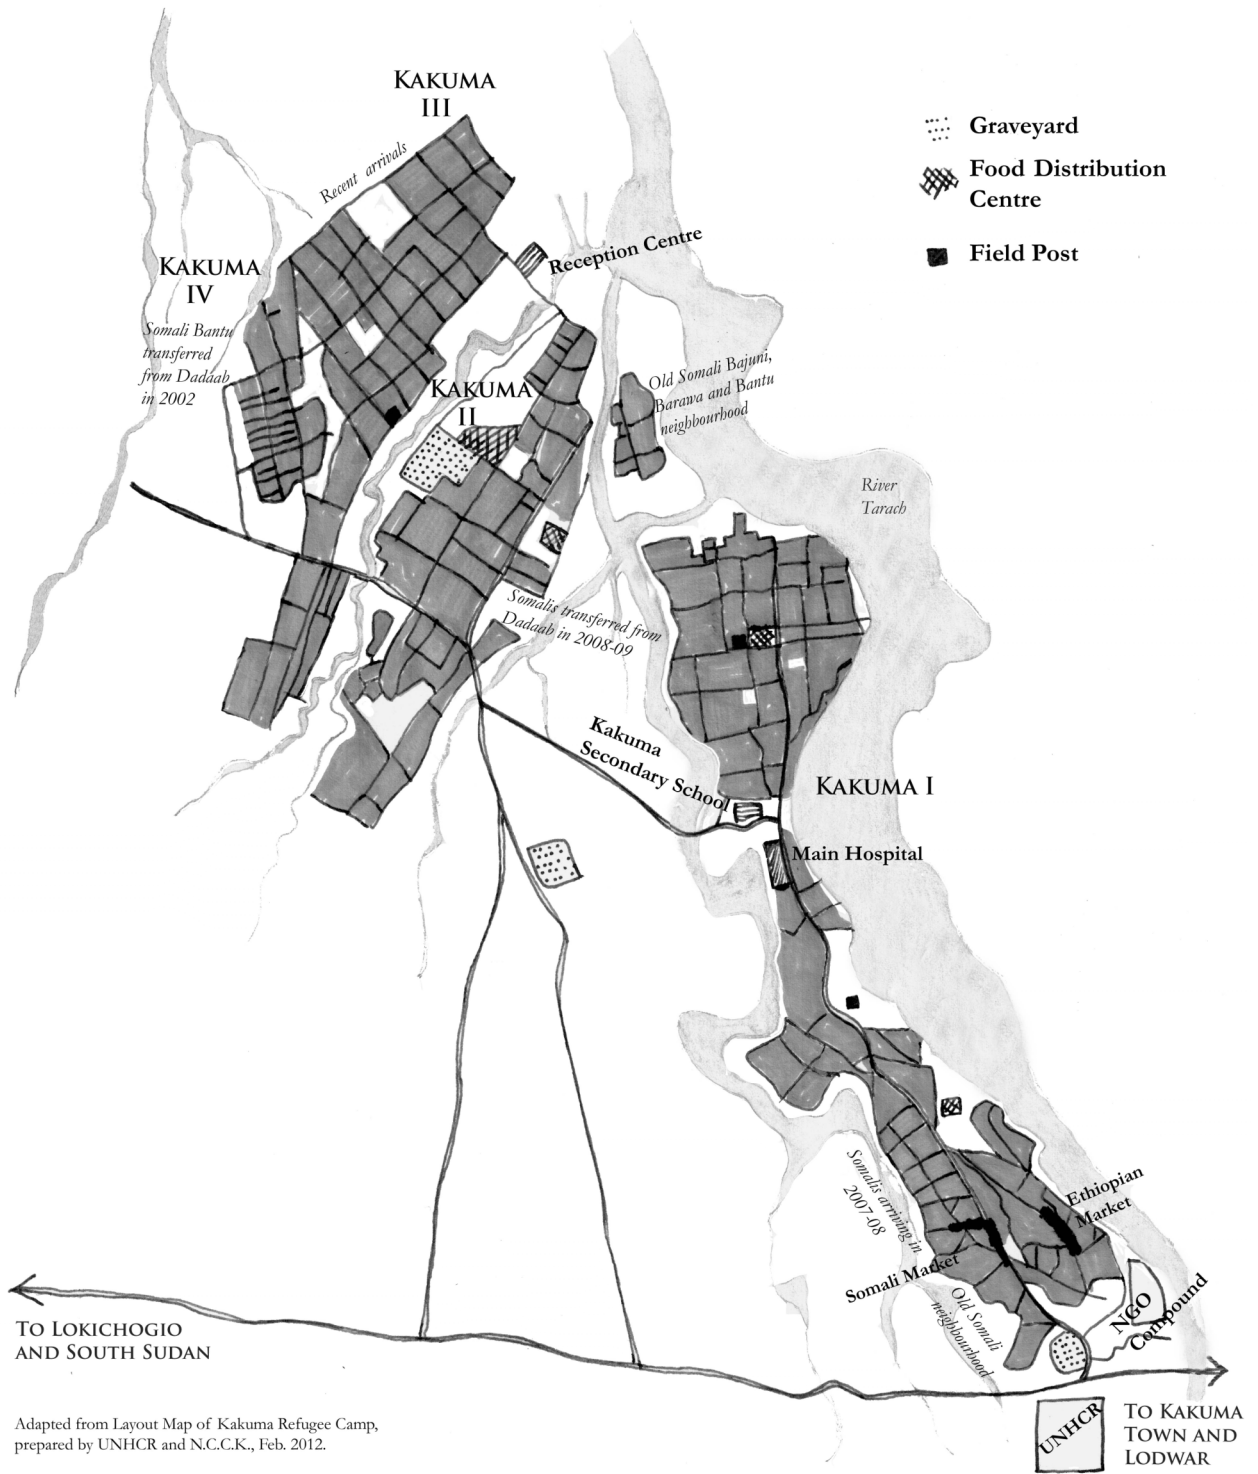 KAKUMA
III
Recent arrivals
Graveyard
Food Distribution
Centre
Field Post
Reception Centre
KAKUMA
IV
Somali Bantu
transferred
from Dadaab
in 2002
KAKUMA
II
Old Somali Bajuni,
Barawa and Bantu
neighbourhood
River
Tarach
Somalis transferred from
Dadaab in 2008-09
Kakuma
Secondary School
KAKUMA I
Main Hospital
Somalis arriving in
2007-08
Ethiopian
Market
Somali Market
Old Somali
neighbourhood
NGO
Compound
TO LOKICHOGIO
AND SOUTH SUDAN
UNHCR
TO KAKUMA
TOWN AND
LODWAR
Adapted from Layout Map of Kakuma Refugee Camp,
prepared by UNHCR and N.C.C.K., Feb. 2012.